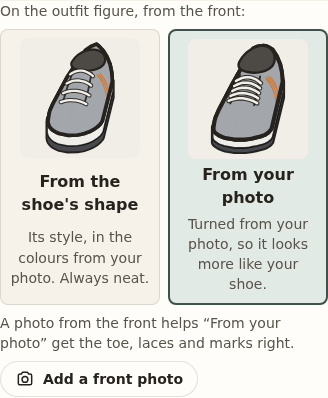 On the outfit figure, from the front:
From the
shoe's shape
Its style, in the
colours from your
photo. Always neat.
From your
photo
Turned from your
photo, so it looks
more like your
shoe.
A photo from the front helps “From your
photo” get the toe, laces and marks right.
Add a front photo